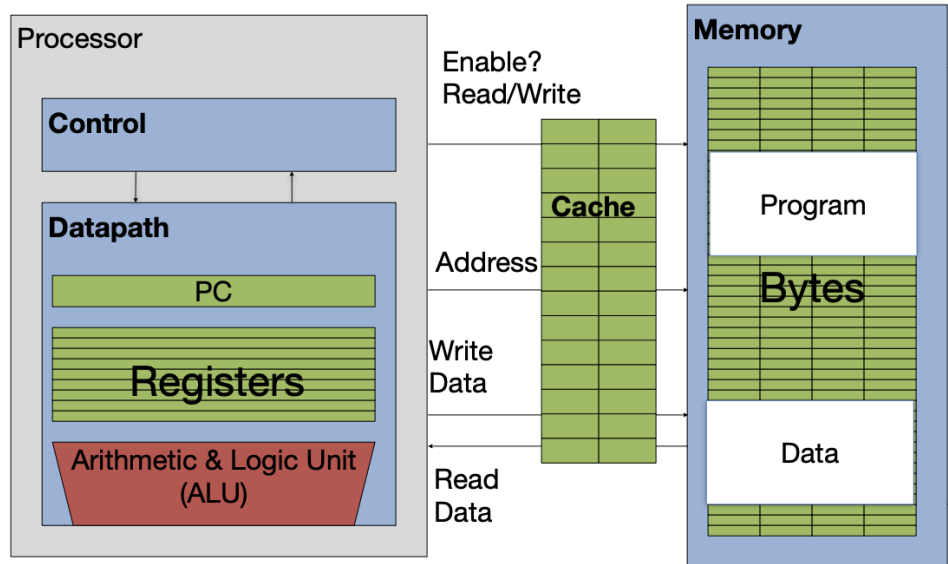 Processor
Control
Datapath
PC
Registers
Arithmetic & Logic Unit
(ALU)
Enable?
Read/Write
Cache
Address
Write
Data
Read
Data
Memory
Program
Bytes
Data